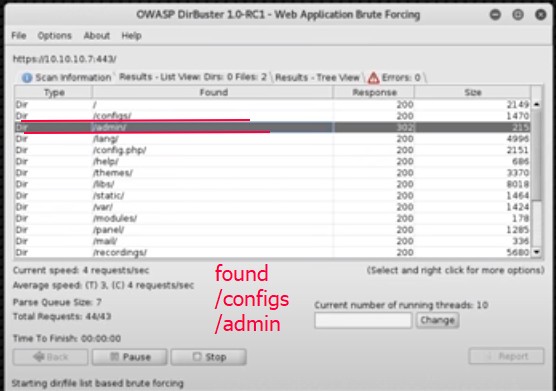 OWASP DirBuster 1.0-RC1 - Web Application Brute Forcing
File Options About Help
https://10.10.10.7:443/
Scan Information Results - List View: Dirs: 0 Files: 2 Results - Tree View Errors: 0
Type Found Response Size
Dir / 200 2149
Dir /configs/ 200 1470
Dir /admin/ 302 215
Dir /lang/ 200 4996
Dir /config.php/ 200 2151
Dir /help/ 200 686
Dir /themes/ 200 3370
Dir /libs/ 200 8018
Dir /static/ 200 1464
Dir /var/ 200 1424
Dir /modules/ 200 178
Dir /panel/ 200 1285
Dir /mail/ 200 336
Dir /recordings/ 200 5680
Current speed: 4 requests/sec
(Select and right click for more options)
Average speed: (T) 3, (C) 4 requests/sec
Parse Queue Size: 7
Total Requests: 44/43
Current number of running threads: 10
Change
Time To Finish: 00:00:00
found
/configs
/admin
Back Pause Stop Report
Starting dir/file list based brute forcing